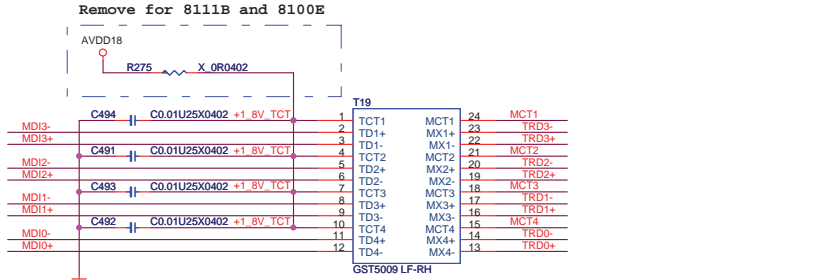 Remove for 8111B and 8100E
AVDD18
R275 X_0R0402
T19
C494 C0.01U25X0402 +1_8V_TCT 1 TCT1 MCT1 24 MCT1
MDI3- 2 TD1+ MX1+ 23 TRD3-
MDI3+ 3 TD1- MX1- 22 TRD3+
C491 C0.01U25X0402 +1_8V_TCT 4 TCT2 MCT2 21 MCT2
MDI2- 5 TD2+ MX2+ 20 TRD2-
MDI2+ 6 TD2- MX2- 19 TRD2+
C493 C0.01U25X0402 +1_8V_TCT 7 TCT3 MCT3 18 MCT3
MDI1- 8 TD3+ MX3+ 17 TRD1-
MDI1+ 9 TD3- MX3- 16 TRD1+
C492 C0.01U25X0402 +1_8V_TCT 10 TCT4 MCT4 15 MCT4
MDI0- 11 TD4+ MX4+ 14 TRD0-
MDI0+ 12 TD4- MX4- 13 TRD0+
GST5009 LF-RH